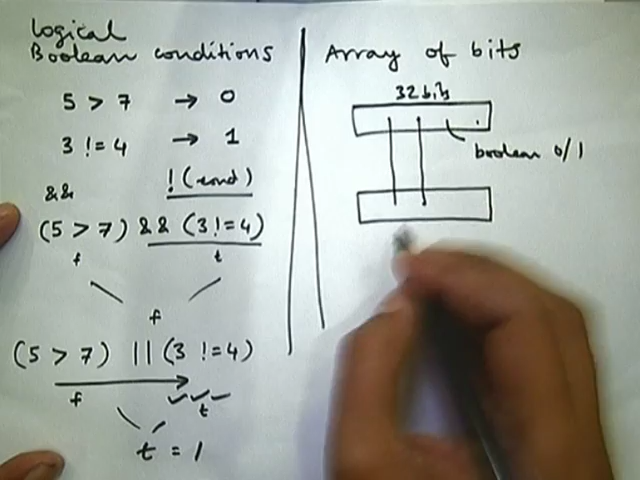 Logical
Boolean conditions
5 > 7 → 0
3 != 4 → 1
&& !(cond)
(5 > 7) && (3 != 4)
f t
f
(5 > 7) || (3 != 4)
f t
t = 1
Array of bits
32 bits
boolean 0/1